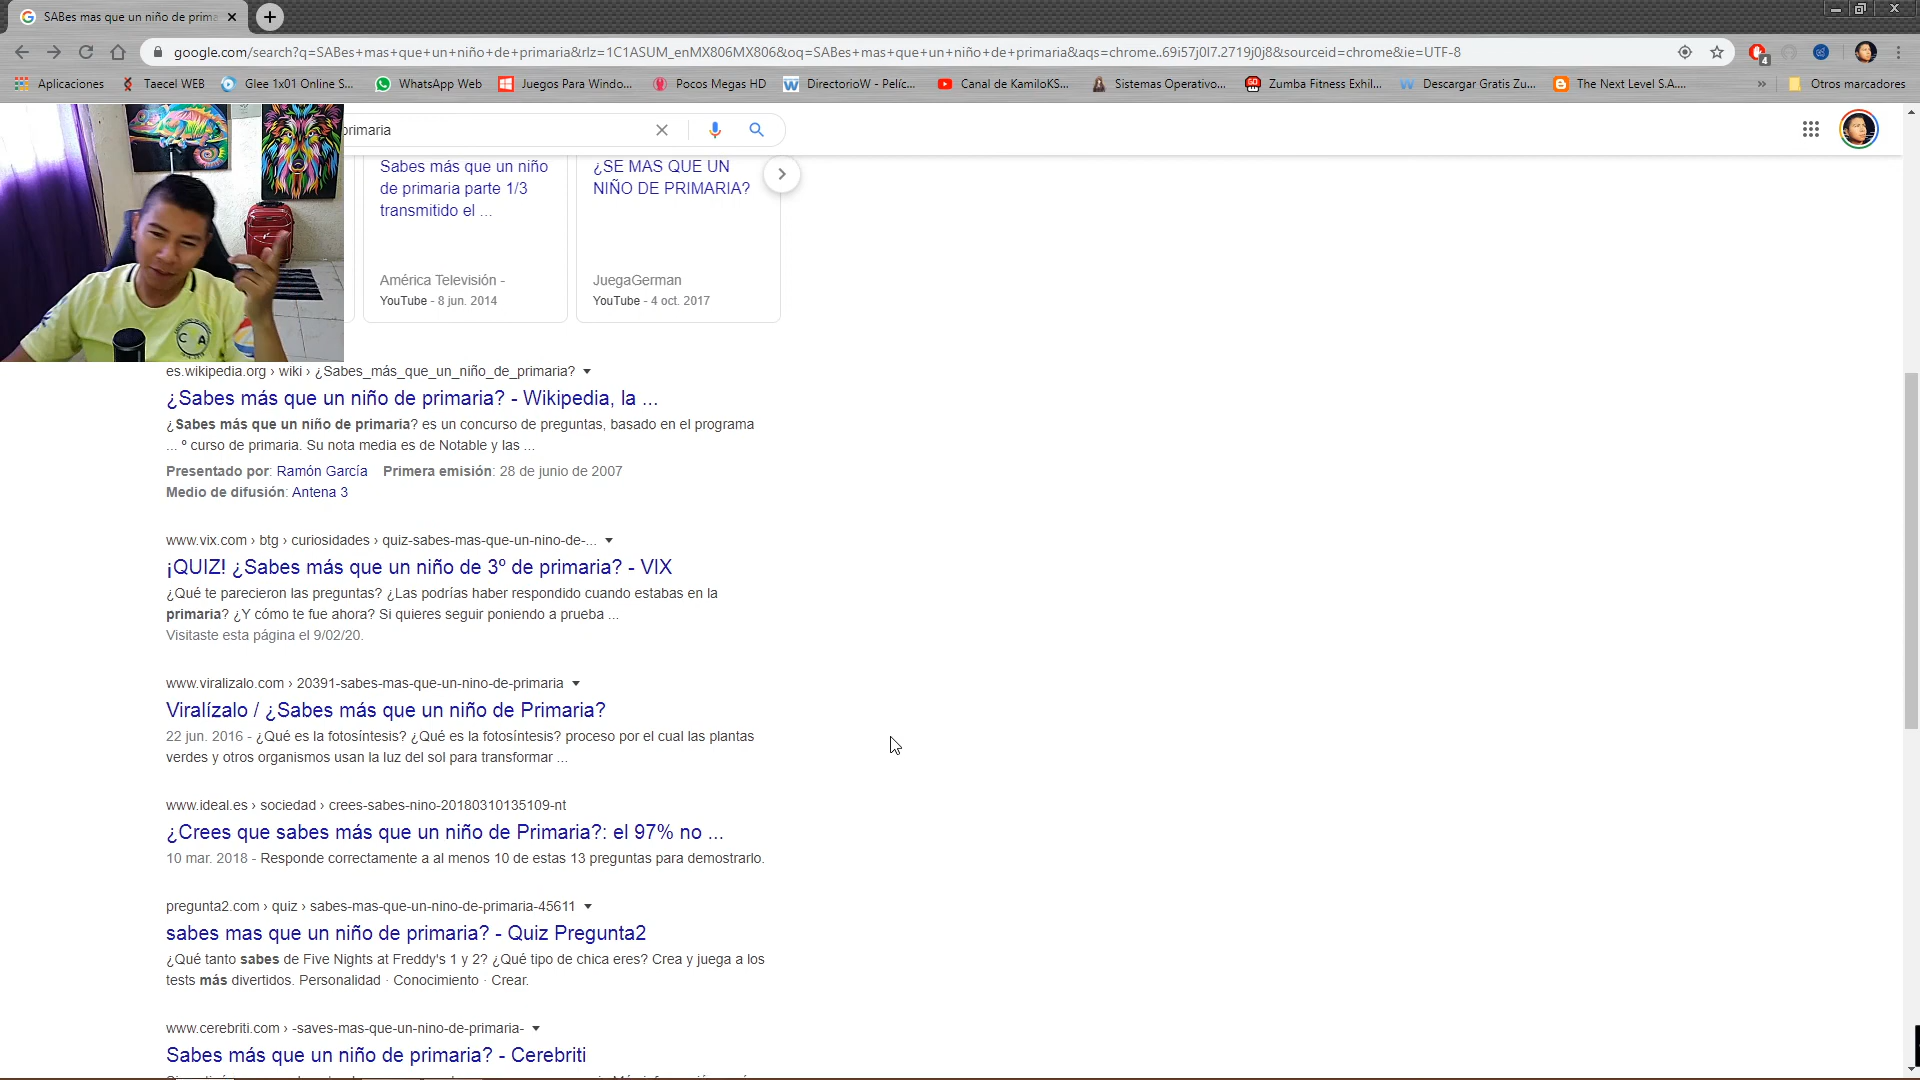 SABes mas que un niño de prima
google.com/search?q=SABes+mas+que+un+niño+de+primaria&rlz=1C1ASUM_enMX806MX806&oq=SABes+mas+que+un+niño+de+primaria&aqs=chrome..69i57j0l7.2719j0j8&sourceid=chrome&ie=UTF-8
4
Aplicaciones Taecel WEB Glee 1x01 Online S... WhatsApp Web Juegos Para Windo... Pocos Megas HD DirectorioW - Pelíc... Canal de KamiloKS... Sistemas Operativo... Zumba Fitness Exhil... Descargar Gratis Zu... The Next Level S.A.... » Otros marcadores
primaria
Sabes más que un niño
de primaria parte 1/3
transmitido el ...
América Televisión -
YouTube - 8 jun. 2014
¿SE MAS QUE UN
NIÑO DE PRIMARIA?
JuegaGerman
YouTube - 4 oct. 2017
C A
es.wikipedia.org › wiki › ¿Sabes_más_que_un_niño_de_primaria?
¿Sabes más que un niño de primaria? - Wikipedia, la ...
¿Sabes más que un niño de primaria? es un concurso de preguntas, basado en el programa
... º curso de primaria. Su nota media es de Notable y las ...
Presentado por: Ramón García Primera emisión: 28 de junio de 2007
Medio de difusión: Antena 3
www.vix.com › btg › curiosidades › quiz-sabes-mas-que-un-nino-de-...
¡QUIZ! ¿Sabes más que un niño de 3º de primaria? - VIX
¿Qué te parecieron las preguntas? ¿Las podrías haber respondido cuando estabas en la
primaria? ¿Y cómo te fue ahora? Si quieres seguir poniendo a prueba ...
Visitaste esta página el 9/02/20.
www.viralizalo.com › 20391-sabes-mas-que-un-nino-de-primaria
Viralízalo / ¿Sabes más que un niño de Primaria?
22 jun. 2016 - ¿Qué es la fotosíntesis? ¿Qué es la fotosíntesis? proceso por el cual las plantas
verdes y otros organismos usan la luz del sol para transformar ...
www.ideal.es › sociedad › crees-sabes-nino-20180310135109-nt
¿Crees que sabes más que un niño de Primaria?: el 97% no ...
10 mar. 2018 - Responde correctamente a al menos 10 de estas 13 preguntas para demostrarlo.
pregunta2.com › quiz › sabes-mas-que-un-nino-de-primaria-45611
sabes mas que un niño de primaria? - Quiz Pregunta2
¿Qué tanto sabes de Five Nights at Freddy's 1 y 2? ¿Qué tipo de chica eres? Crea y juega a los
tests más divertidos. Personalidad · Conocimiento · Crear.
www.cerebriti.com › -saves-mas-que-un-nino-de-primaria-
Sabes más que un niño de primaria? - Cerebriti